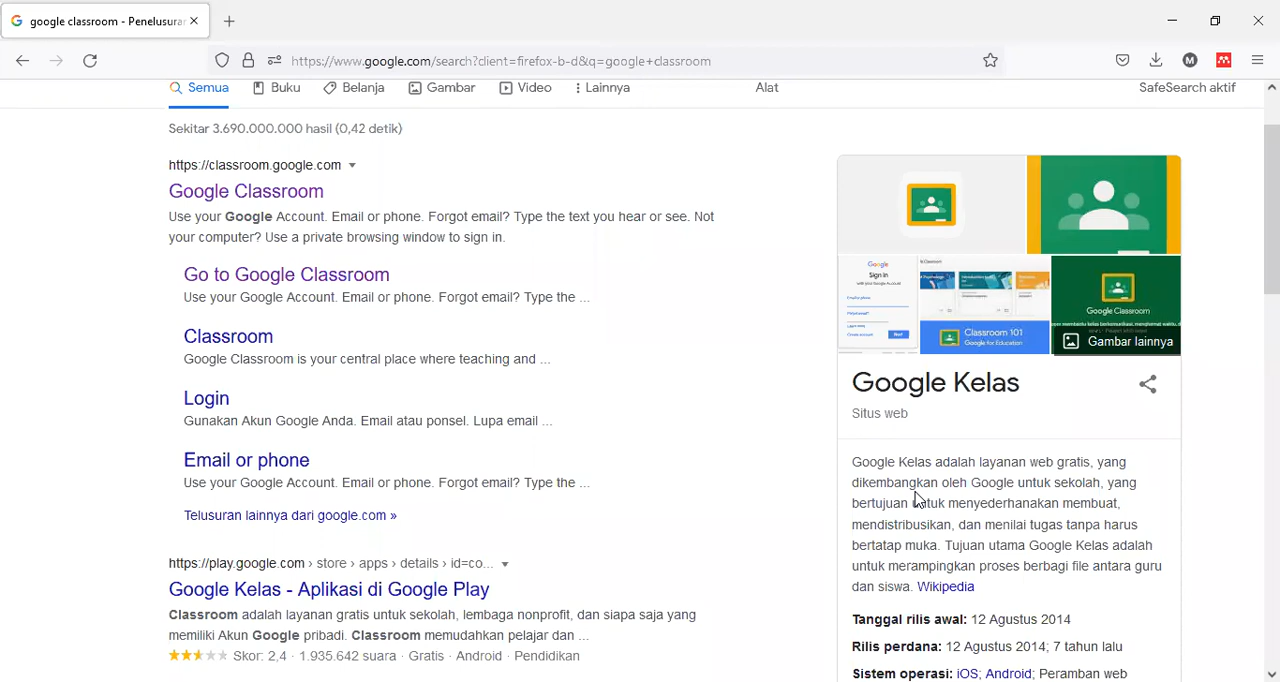 google classroom - Penelusuran
https://www.google.com/search?client=firefox-b-d&q=google+classroom
M
Semua Buku Belanja Gambar Video Lainnya Alat SafeSearch aktif
Sekitar 3.690.000.000 hasil (0,42 detik)
https://classroom.google.com
Google Classroom
Use your Google Account. Email or phone. Forgot email? Type the text you hear or see. Not
your computer? Use a private browsing window to sign in.
Go to Google Classroom
Use your Google Account. Email or phone. Forgot email? Type the ...
Classroom
Google Classroom is your central place where teaching and ...
Login
Gunakan Akun Google Anda. Email atau ponsel. Lupa email ...
Email or phone
Use your Google Account. Email or phone. Forgot email? Type the ...
Telusuran lainnya dari google.com »
https://play.google.com › store › apps › details › id=co...
Google Kelas - Aplikasi di Google Play
Classroom adalah layanan gratis untuk sekolah, lembaga nonprofit, dan siapa saja yang
memiliki Akun Google pribadi. Classroom memudahkan pelajar dan ...
Skor: 2,4 · 1.935.642 suara · Gratis · Android · Pendidikan
Google
Sign in
Classroom 101
Google for Education
Google Classroom
Gambar lainnya
Google Kelas
Situs web
Google Kelas adalah layanan web gratis, yang
dikembangkan oleh Google untuk sekolah, yang
bertujuan untuk menyederhanakan membuat,
mendistribusikan, dan menilai tugas tanpa harus
bertatap muka. Tujuan utama Google Kelas adalah
untuk merampingkan proses berbagi file antara guru
dan siswa. Wikipedia
Tanggal rilis awal: 12 Agustus 2014
Rilis perdana: 12 Agustus 2014; 7 tahun lalu
Sistem operasi: iOS; Android; Peramban web